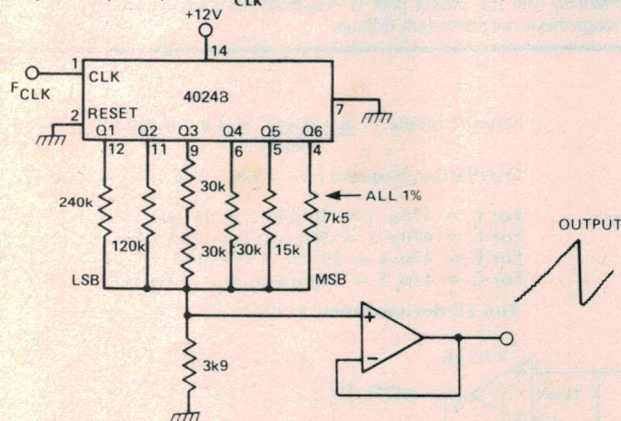 CLK
+12V
14
1
CLK
FCLK
4024B
7
2
RESET
Q1 Q2 Q3 Q4 Q5 Q6
12 11 9 6 5 4
30k
ALL 1%
240k
7k5
OUTPUT
120k
30k
30k
15k
LSB
MSB
+
−
3k9